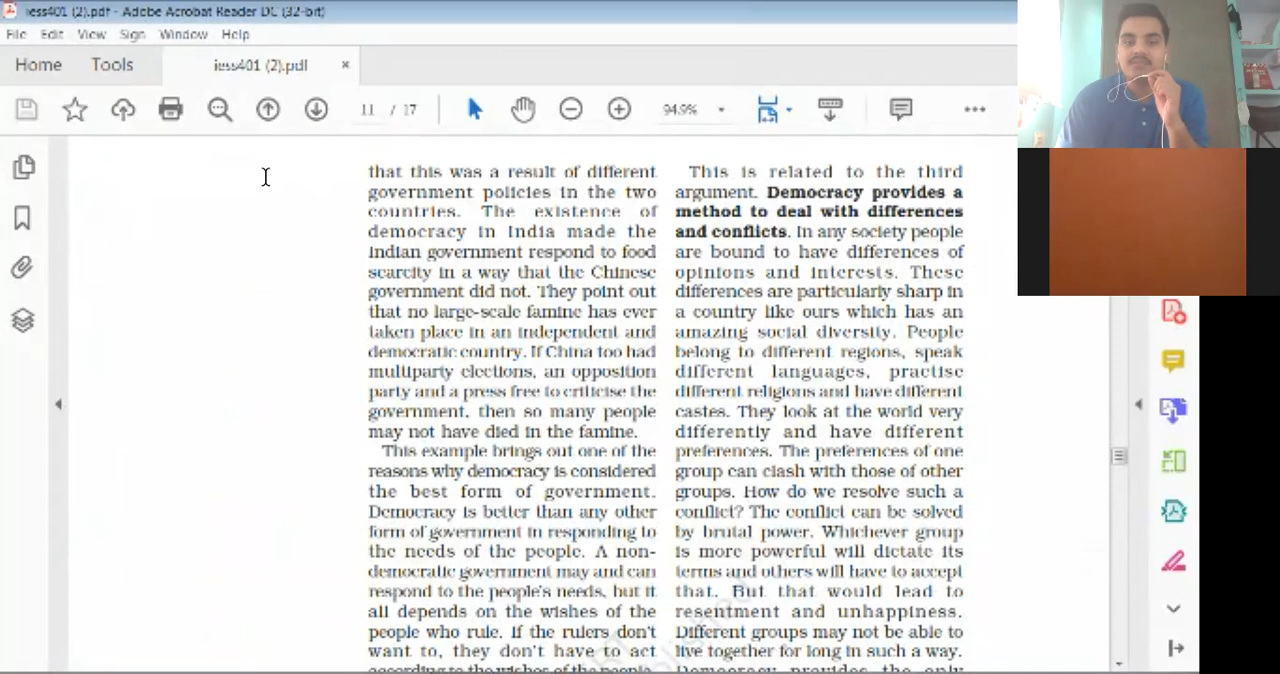 iess401 (2).pdf - Adobe Acrobat Reader DC (32-bit)
File Edit View Sign Window Help
Home Tools iess401 (2).pdf ×
11 / 17 94.9%
that this was a result of different
government policies in the two
countries. The existence of
democracy in India made the
Indian government respond to food
scarcity in a way that the Chinese
government did not. They point out
that no large-scale famine has ever
taken place in an independent and
democratic country. If China too had
multiparty elections, an opposition
party and a press free to criticise the
government, then so many people
may not have died in the famine.
This example brings out one of the
reasons why democracy is considered
the best form of government.
Democracy is better than any other
form of government in responding to
the needs of the people. A non-
democratic government may and can
respond to the people's needs, but it
all depends on the wishes of the
people who rule. If the rulers don't
want to, they don't have to act
according to the wishes of the people.
This is related to the third
argument. Democracy provides a
method to deal with differences
and conflicts. In any society people
are bound to have differences of
opinions and interests. These
differences are particularly sharp in
a country like ours which has an
amazing social diversity. People
belong to different regions, speak
different languages, practise
different religions and have different
castes. They look at the world very
differently and have different
preferences. The preferences of one
group can clash with those of other
groups. How do we resolve such a
conflict? The conflict can be solved
by brutal power. Whichever group
is more powerful will dictate its
terms and others will have to accept
that. But that would lead to
resentment and unhappiness.
Different groups may not be able to
live together for long in such a way.
Democracy provides the only